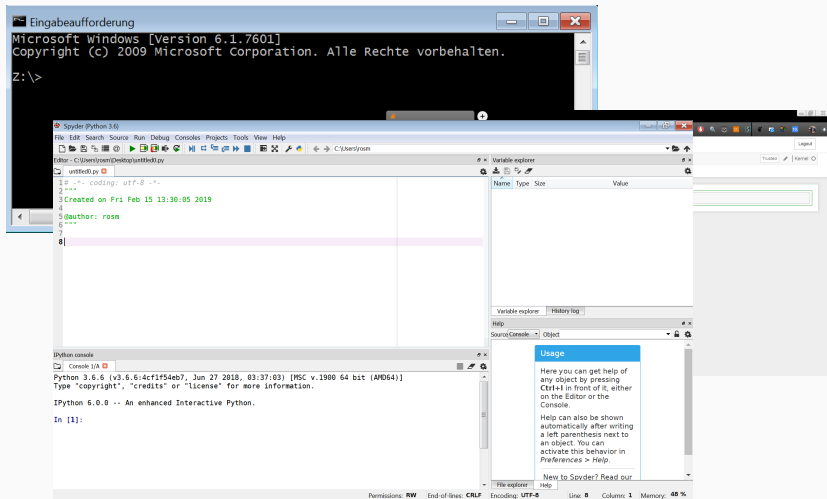 Eingabeaufforderung
Microsoft Windows [Version 6.1.7601]
Copyright (c) 2009 Microsoft Corporation. Alle Rechte vorbehalten.
Z:\>
Spyder (Python 3.6)
File Edit Search Source Run Debug Consoles Projects Tools View Help
C:\Users\rosm
Editor - C:\Users\rosm\Desktop\untitled0.py
untitled0.py
1 # -*- coding: utf-8 -*-
2 """
3 Created on Fri Feb 15 13:30:05 2019
4
5 @author: rosm
6 """
7
8
Variable explorer
Name Type Size Value
Variable explorer History log
Help
Source Console Object
Usage
Here you can get help of
any object by pressing
Ctrl+I in front of it, either
on the Editor or the
Console.
Help can also be shown
automatically after writing
a left parenthesis next to
an object. You can
activate this behavior in
Preferences > Help.
New to Spyder? Read our
File explorer Help
IPython console
Console 1/A
Python 3.6.6 (v3.6.6:4cf1f54eb7, Jun 27 2018, 03:37:03) [MSC v.1900 64 bit (AMD64)]
Type "copyright", "credits" or "license" for more information.
IPython 6.0.0 -- An enhanced Interactive Python.
In [1]:
Permissions: RW End-of-lines: CRLF Encoding: UTF-8 Line: 8 Column: 1 Memory: 48 %
Logout
Trusted Kernel